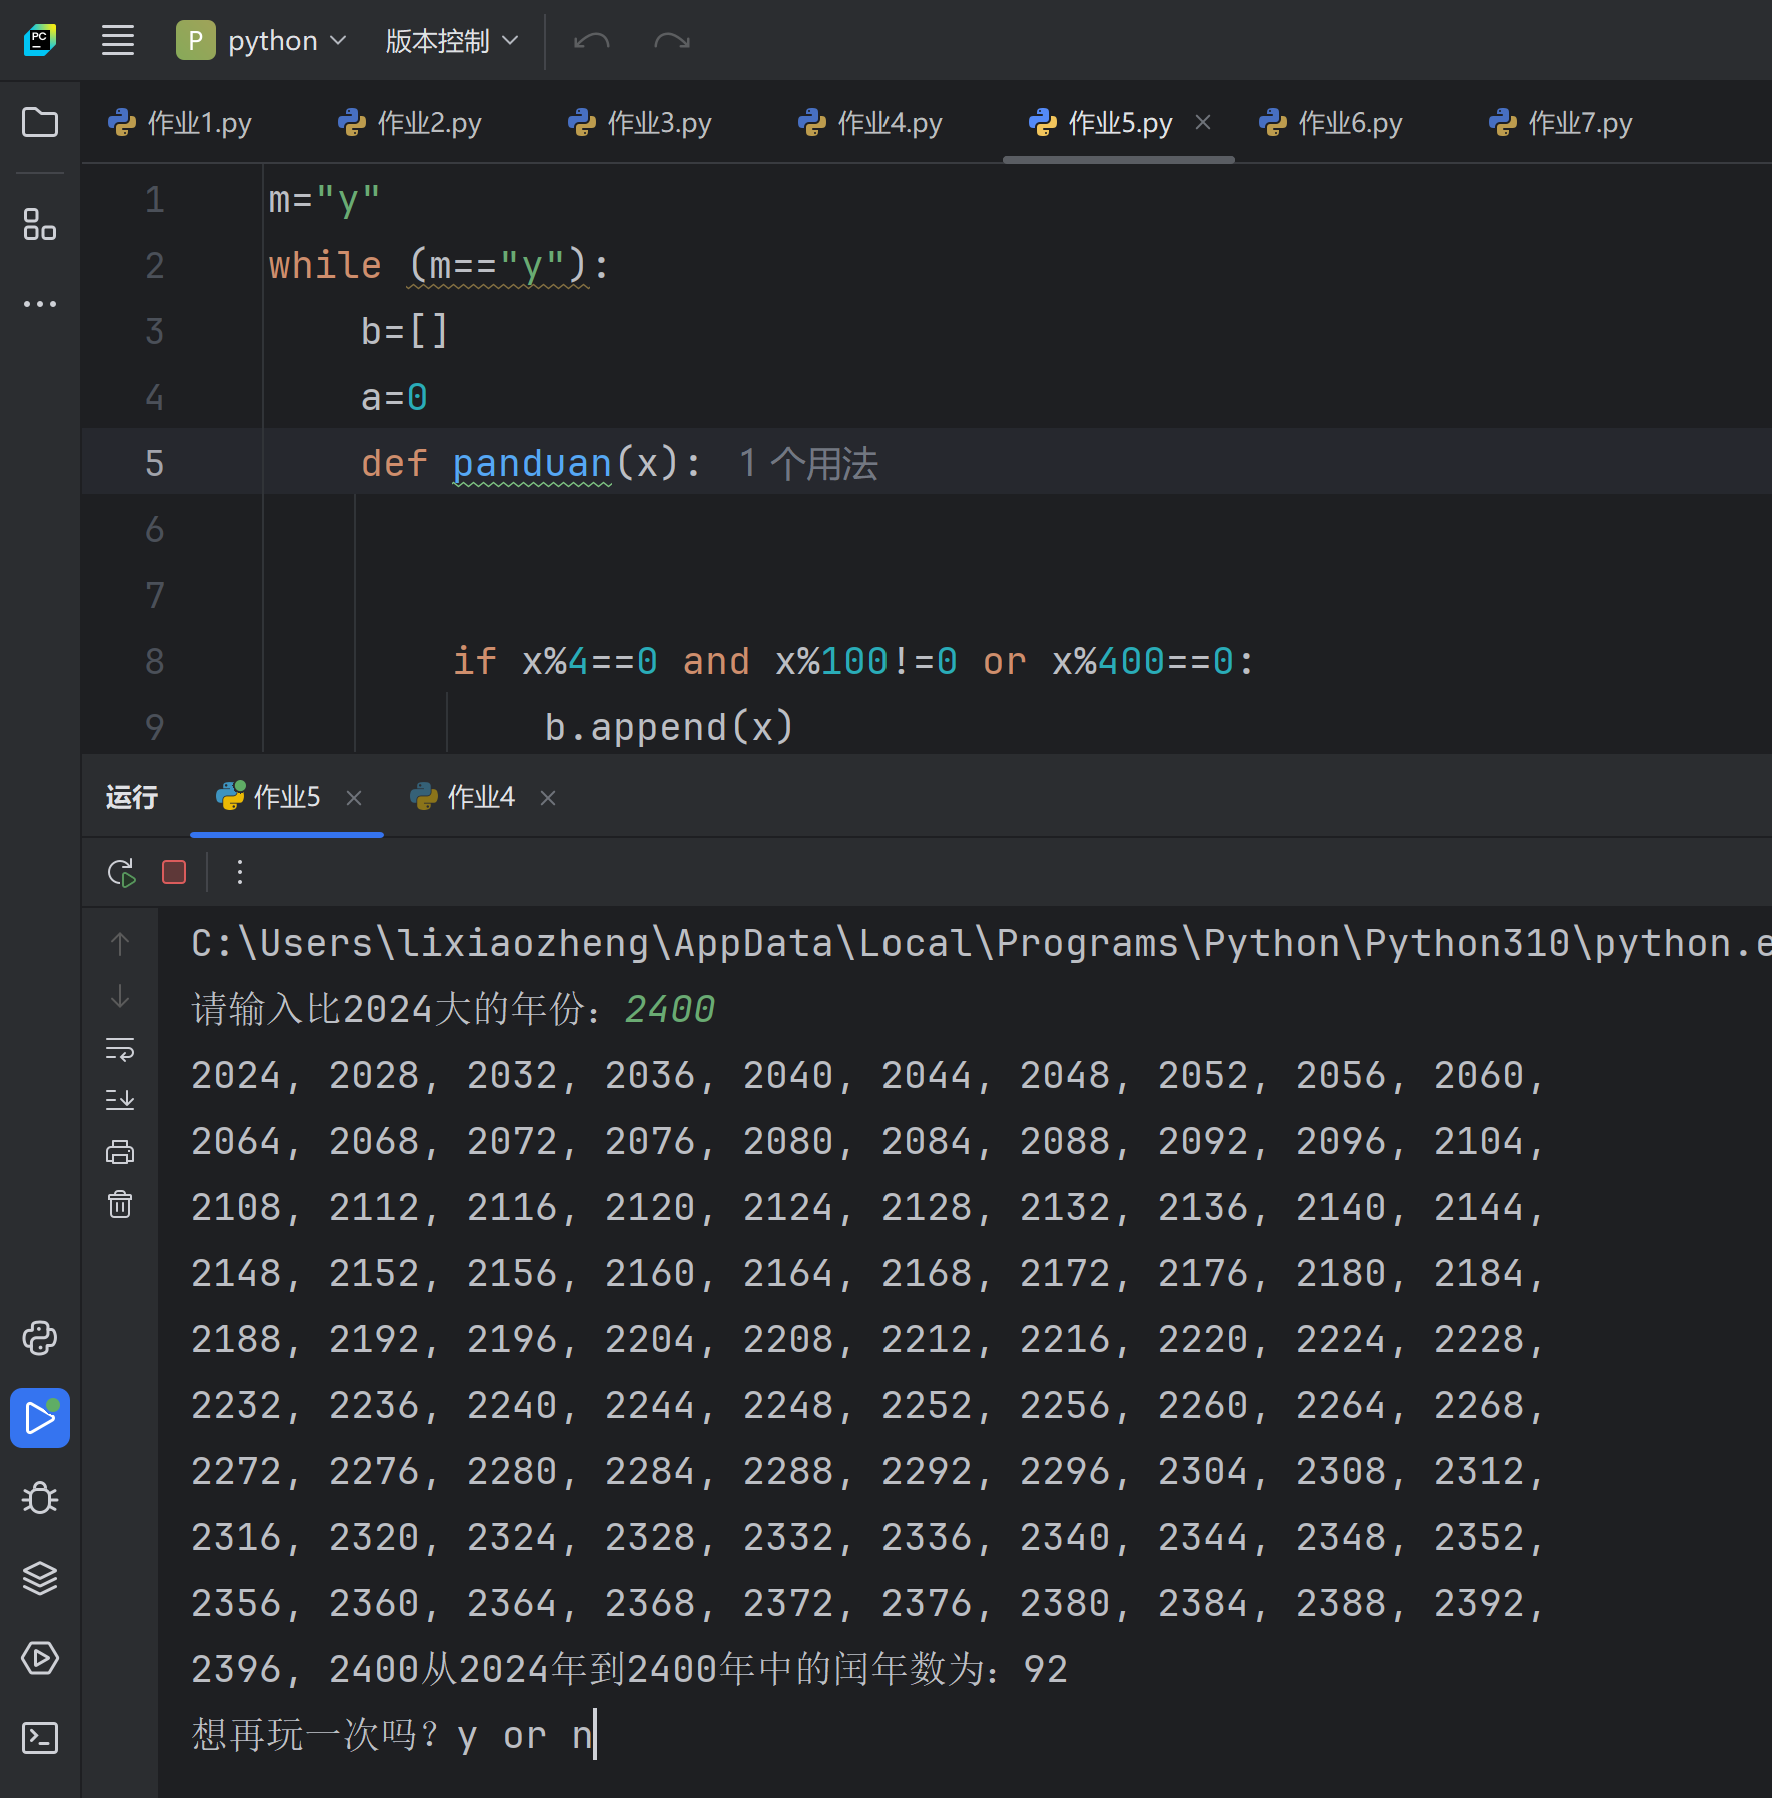 PC
P python 版本控制
作业1.py 作业2.py 作业3.py 作业4.py 作业5.py 作业6.py 作业7.py
1 m="y"
2 while (m=="y"):
3 b=[]
4 a=0
5 def panduan(x): 1 个用法
6
7
8 if x%4==0 and x%100!=0 or x%400==0:
9 b.append(x)
运行 作业5 作业4
C:\Users\lixiaozheng\AppData\Local\Programs\Python\Python310\python.e
请输入比2024大的年份：2400
2024, 2028, 2032, 2036, 2040, 2044, 2048, 2052, 2056, 2060,
2064, 2068, 2072, 2076, 2080, 2084, 2088, 2092, 2096, 2104,
2108, 2112, 2116, 2120, 2124, 2128, 2132, 2136, 2140, 2144,
2148, 2152, 2156, 2160, 2164, 2168, 2172, 2176, 2180, 2184,
2188, 2192, 2196, 2204, 2208, 2212, 2216, 2220, 2224, 2228,
2232, 2236, 2240, 2244, 2248, 2252, 2256, 2260, 2264, 2268,
2272, 2276, 2280, 2284, 2288, 2292, 2296, 2304, 2308, 2312,
2316, 2320, 2324, 2328, 2332, 2336, 2340, 2344, 2348, 2352,
2356, 2360, 2364, 2368, 2372, 2376, 2380, 2384, 2388, 2392,
2396, 2400从2024年到2400年中的闰年数为：92
想再玩一次吗？y or n